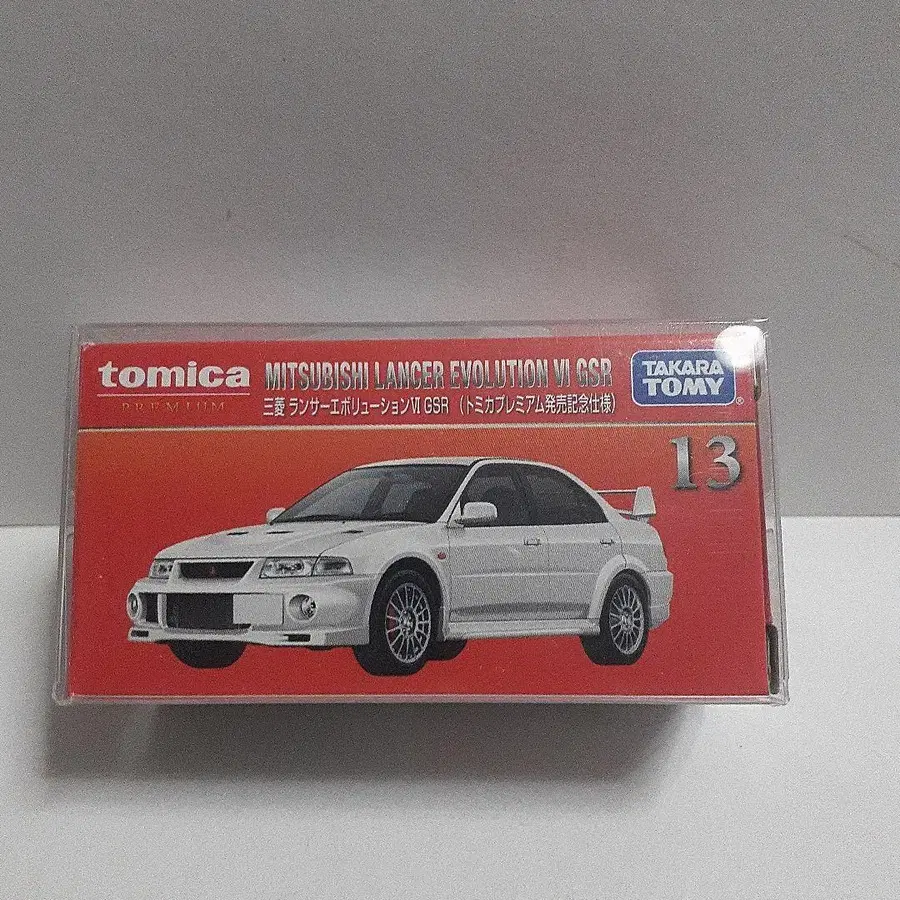 tomica
PREMIUM
MITSUBISHI LANCER EVOLUTION VI GSR
三菱 ランサーエボリューションVI GSR （トミカプレミアム発売記念仕様）
TAKARA
TOMY
®
13